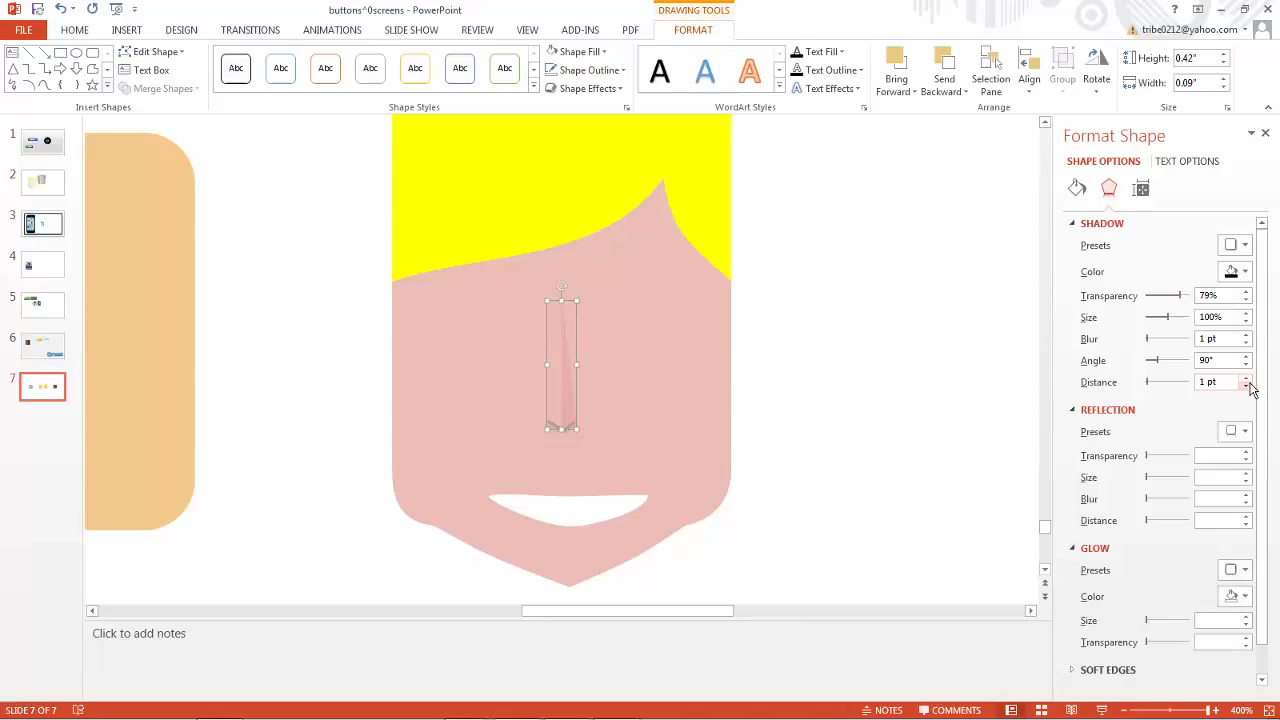 buttons^0screens - PowerPoint
DRAWING TOOLS
FILE
HOME
INSERT
DESIGN
TRANSITIONS
ANIMATIONS
SLIDE SHOW
REVIEW
VIEW
ADD-INS
PDF
FORMAT
tribe0212@yahoo.com
Edit Shape
Text Box
Merge Shapes
Insert Shapes
Abc Abc Abc Abc Abc Abc Abc
Shape Fill
Shape Outline
Shape Effects
Shape Styles
A A A
Text Fill
Text Outline
Text Effects
WordArt Styles
Bring Forward
Send Backward
Selection Pane
Align
Group
Rotate
Arrange
Height: 0.42"
Width: 0.09"
Size
1
2
3
4
5
6
7
Format Shape
SHAPE OPTIONS
TEXT OPTIONS
SHADOW
Presets
Color
Transparency 79%
Size 100%
Blur 1 pt
Angle 90°
Distance 1 pt
REFLECTION
Presets
Transparency
Size
Blur
Distance
GLOW
Presets
Color
Size
Transparency
SOFT EDGES
Click to add notes
SLIDE 7 OF 7
NOTES
COMMENTS
400%